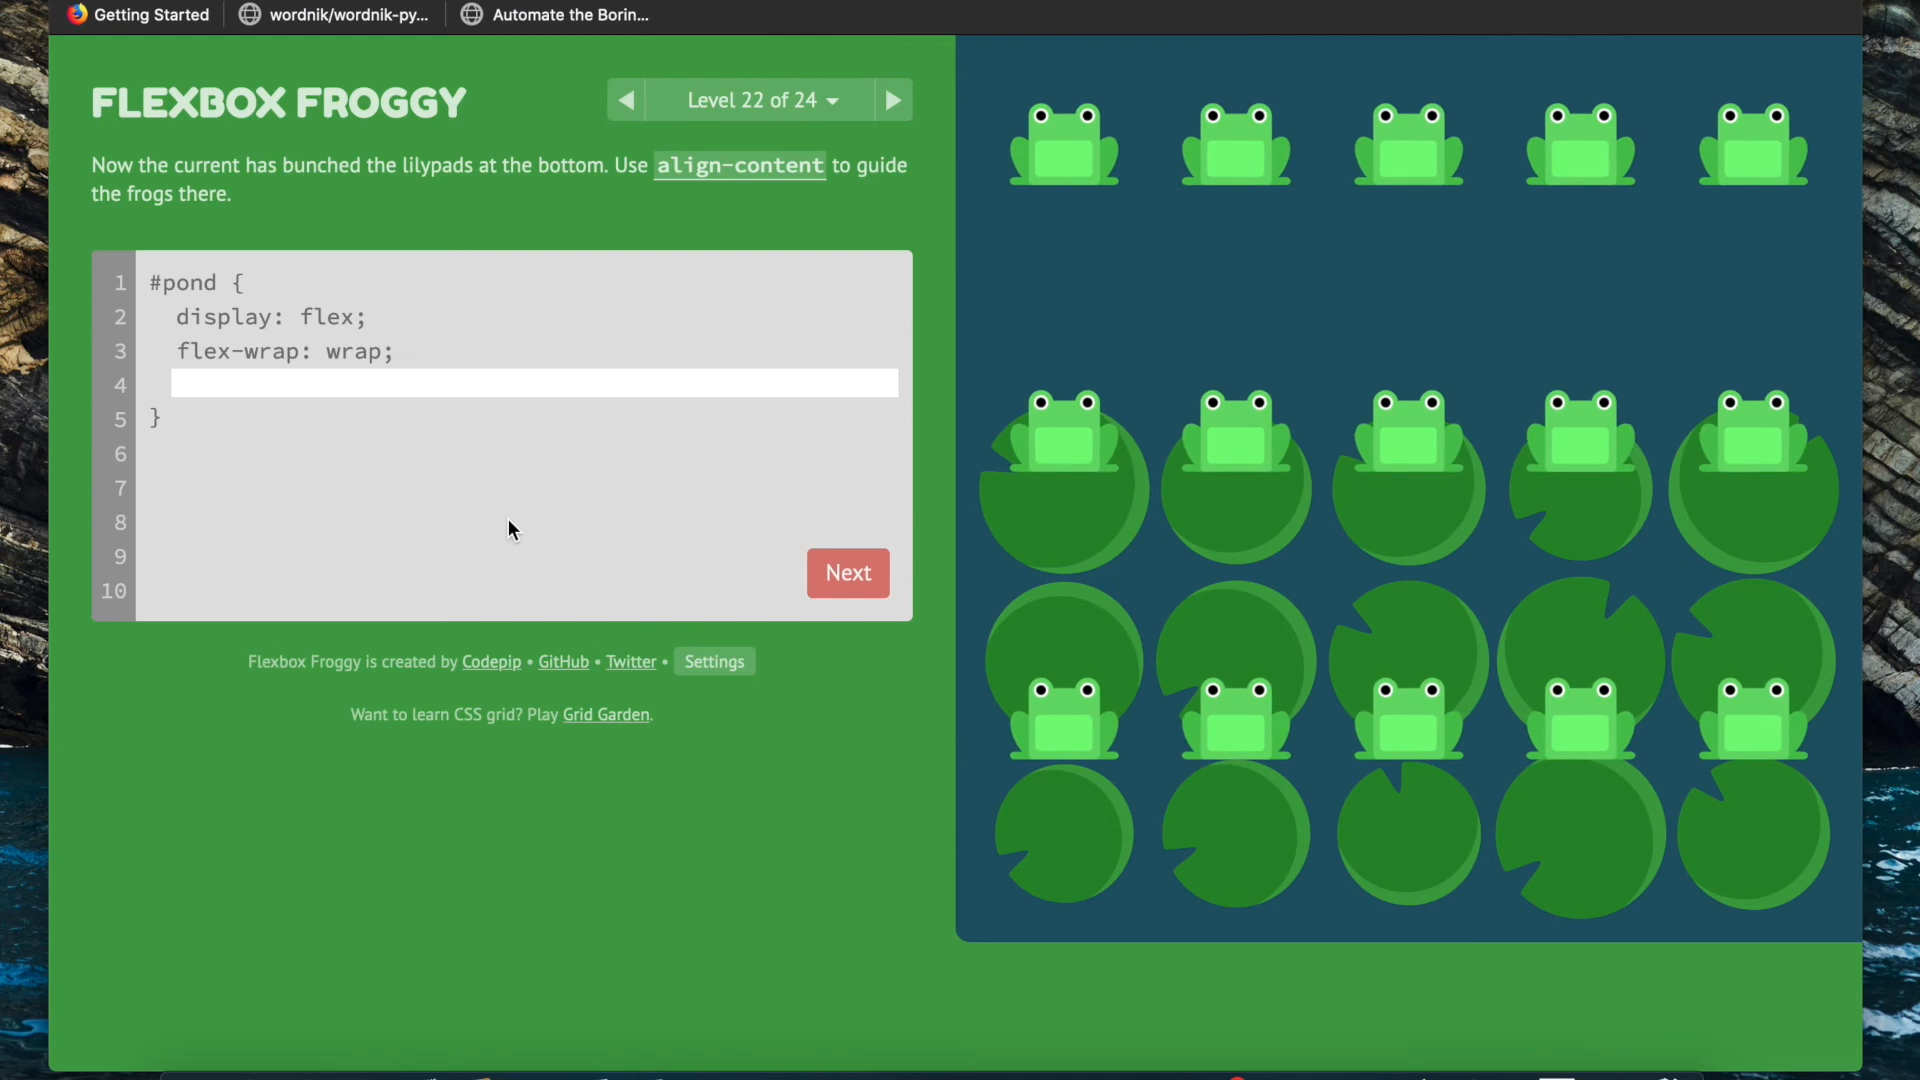 Getting Started
wordnik/wordnik-py...
Automate the Borin...
FLEXBOX FROGGY
Level 22 of 24
Now the current has bunched the lilypads at the bottom. Use align-content to guide
the frogs there.
1 #pond {
2 display: flex;
3 flex-wrap: wrap;
4
5 }
6
7
8
9
10
Next
Flexbox Froggy is created by Codepip • GitHub • Twitter • Settings
Want to learn CSS grid? Play Grid Garden.